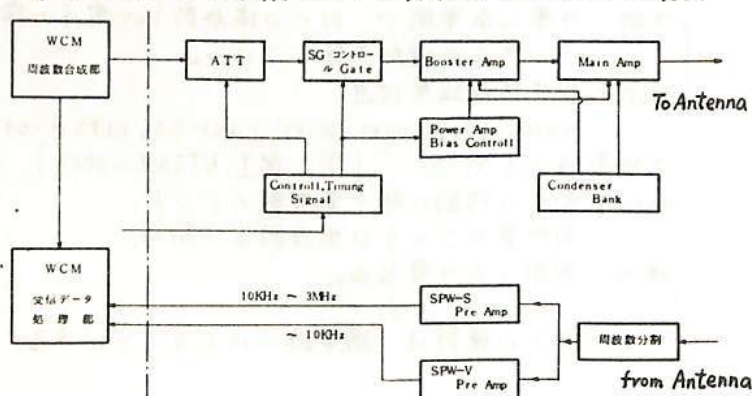 WCM
周波数合成部
ATT
SG コントロー
ル Gate
Booster Amp
Main Amp
To Antenna
Power Amp
Bias Controll
Controll,Timing
Signal
Condenser
Bank
WCM
受信データ
処理部
10KHz ~ 3MHz
SPW-S
Pre Amp
~ 10KHz
周波数分割
SPW-V
Pre Amp
from Antenna